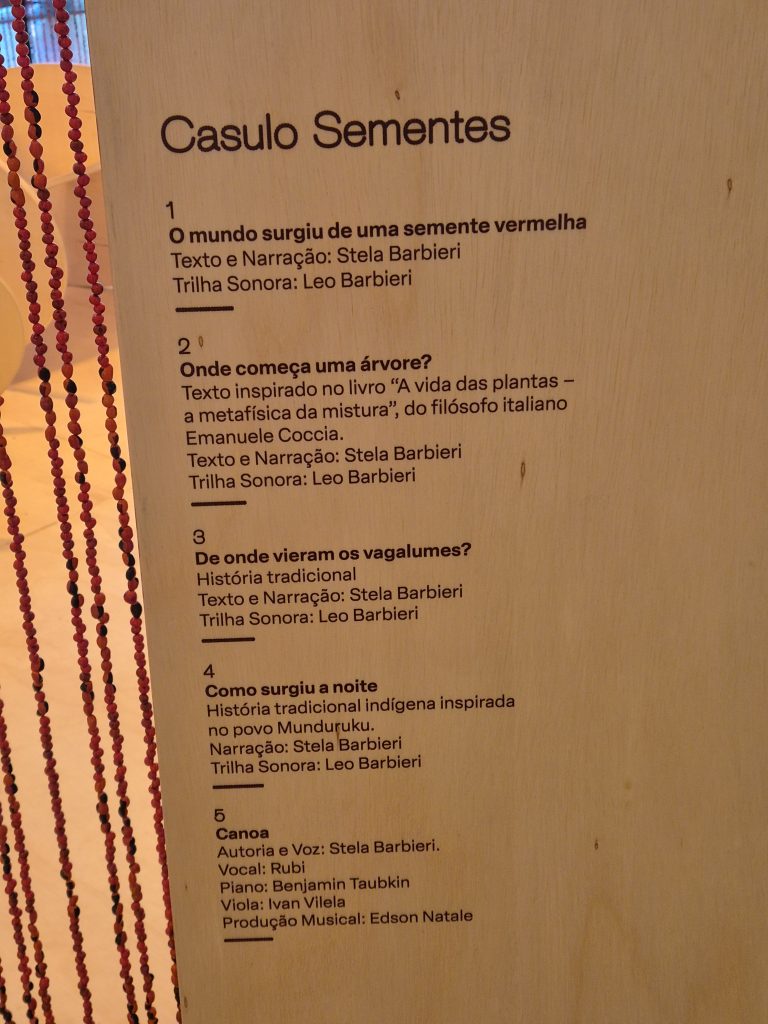 Casulo Sementes
1
O mundo surgiu de uma semente vermelha
Texto e Narração: Stela Barbieri
Trilha Sonora: Leo Barbieri
2
Onde começa uma árvore?
Texto inspirado no livro “A vida das plantas –
a metafísica da mistura”, do filósofo italiano
Emanuele Coccia.
Texto e Narração: Stela Barbieri
Trilha Sonora: Leo Barbieri
3
De onde vieram os vagalumes?
História tradicional
Texto e Narração: Stela Barbieri
Trilha Sonora: Leo Barbieri
4
Como surgiu a noite
História tradicional indígena inspirada
no povo Munduruku.
Narração: Stela Barbieri
Trilha Sonora: Leo Barbieri
5
Canoa
Autoria e Voz: Stela Barbieri.
Vocal: Rubi
Piano: Benjamin Taubkin
Viola: Ivan Vilela
Produção Musical: Edson Natale